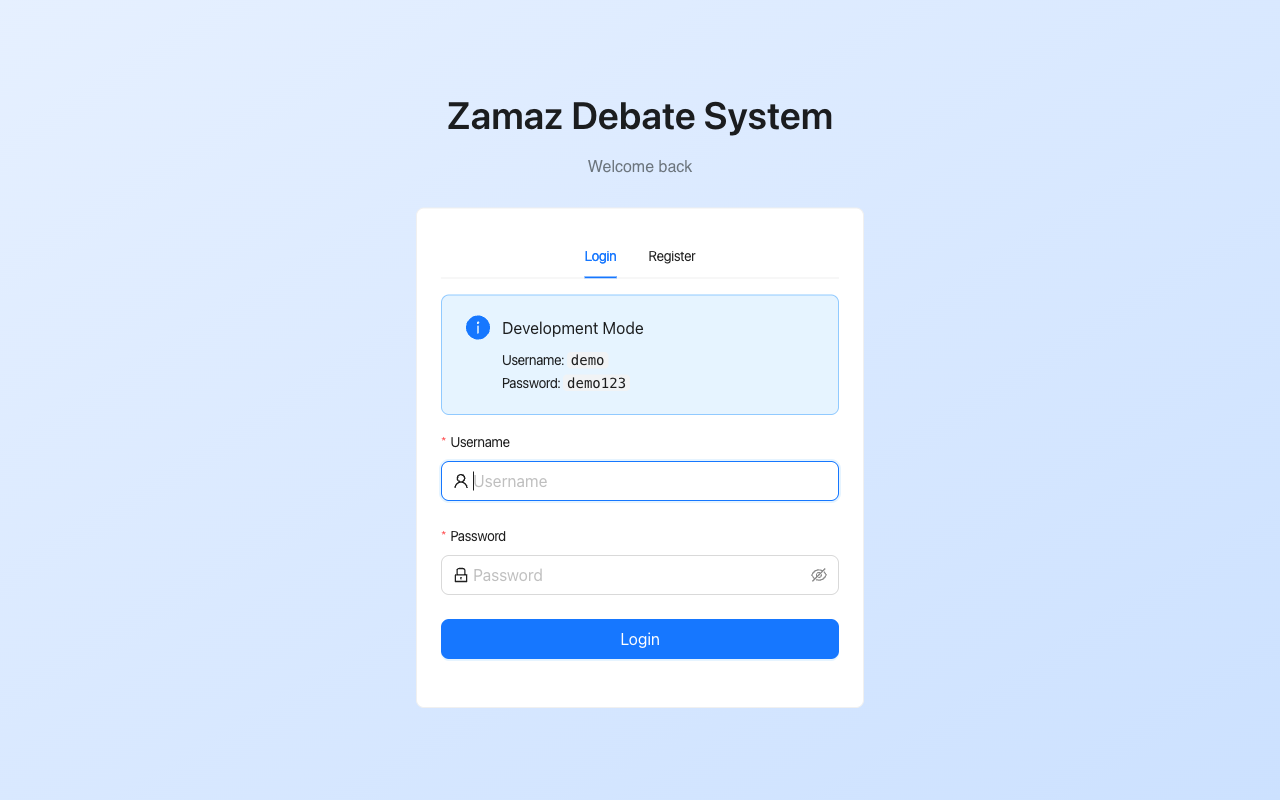 Zamaz Debate System
Welcome back
Login Register
Development Mode
Username: demo
Password: demo123
* Username
Username
* Password
Password
Login